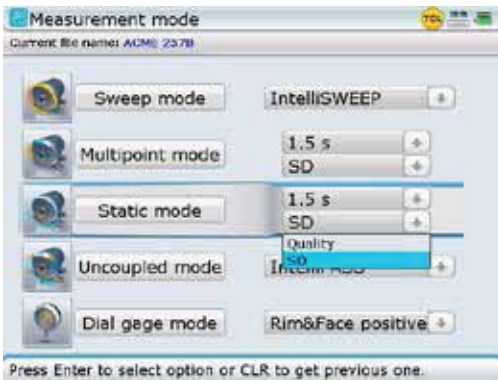 Measurement mode
TOL
Current file name: ACME 2578
Sweep mode IntelliSWEEP
Multipoint mode 1.5 s
SD
Static mode 1.5 s
SD
Quality
SD
Uncoupled mode
Dial gage mode Rim&Face positive
Press Enter to select option or CLR to get previous one.